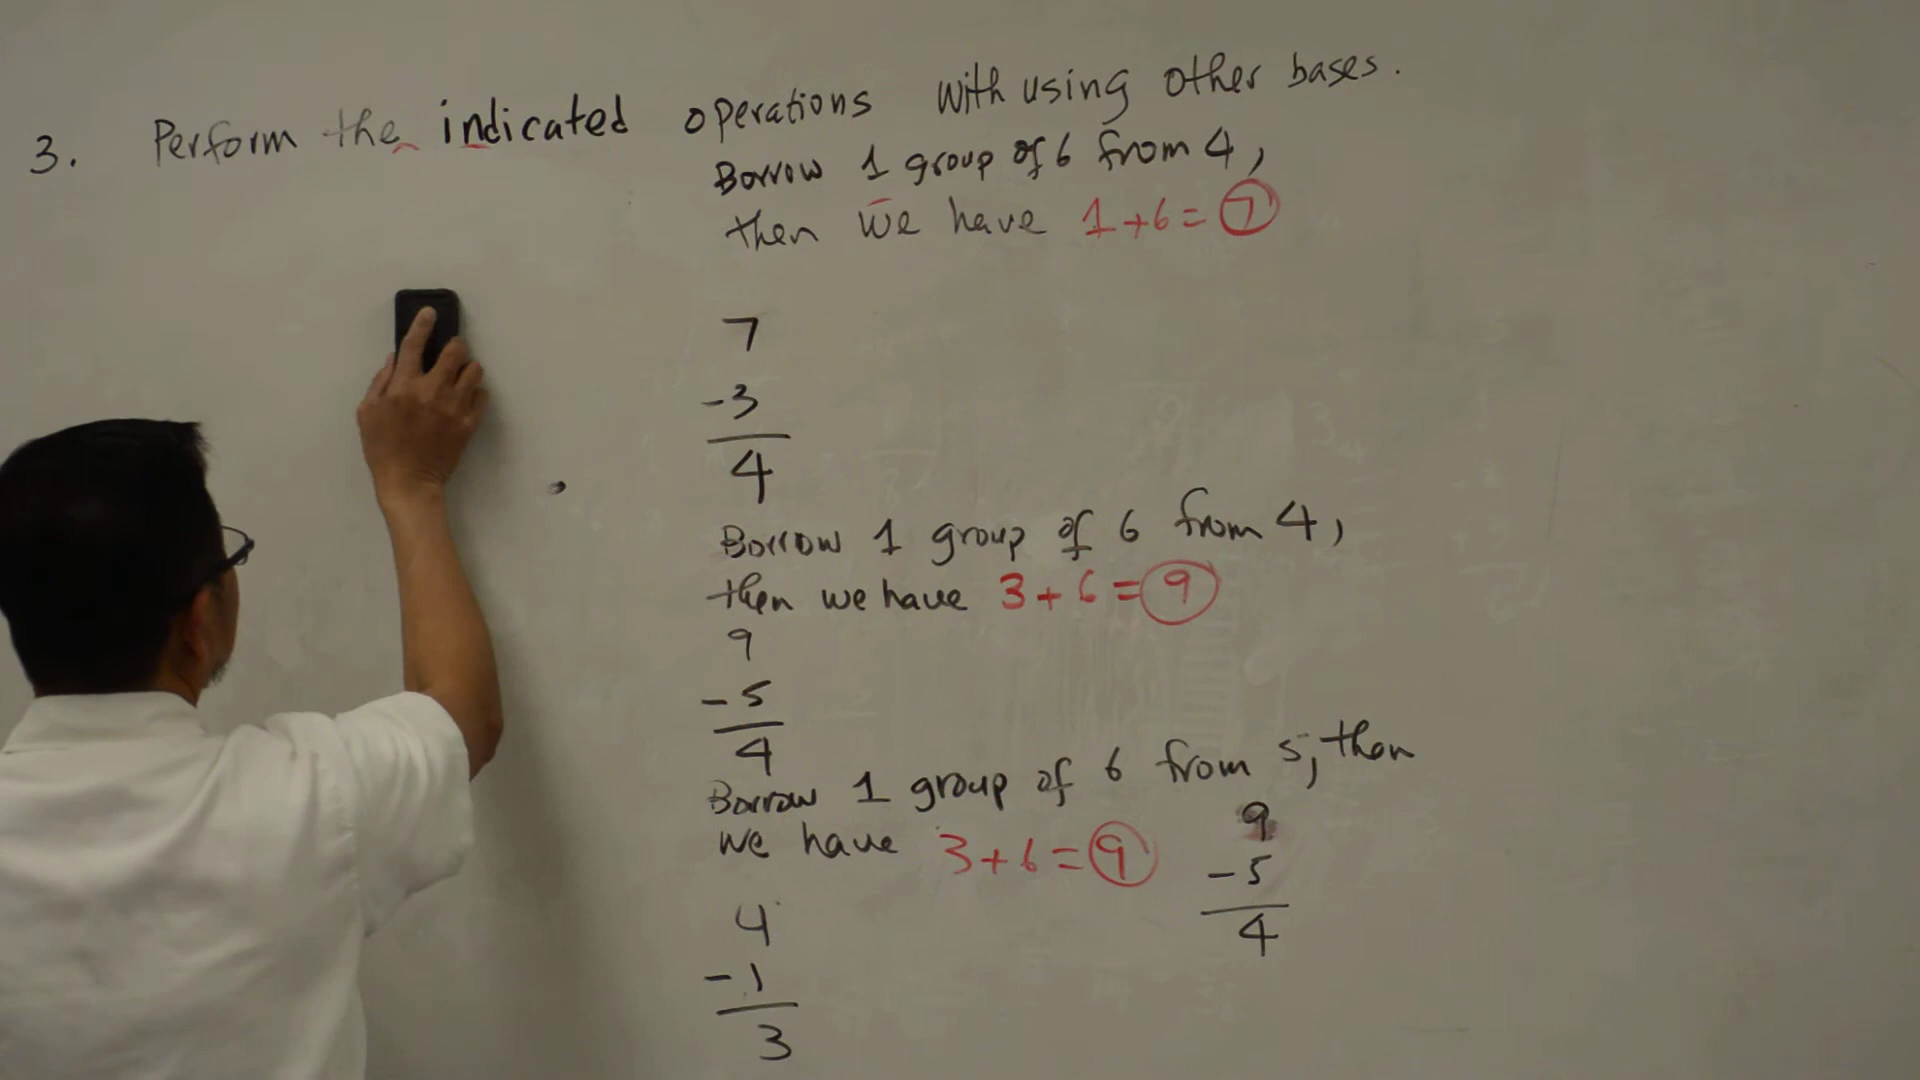 3. Perform the indicated operations with using other bases.
Borrow 1 group of 6 from 4,
then we have 1+6=7
7
-3
4
Borrow 1 group of 6 from 4,
then we have 3+6=9
9
-5
4
Borrow 1 group of 6 from 5, then
we have 3+6=9
9
-5
4
4
-1
3